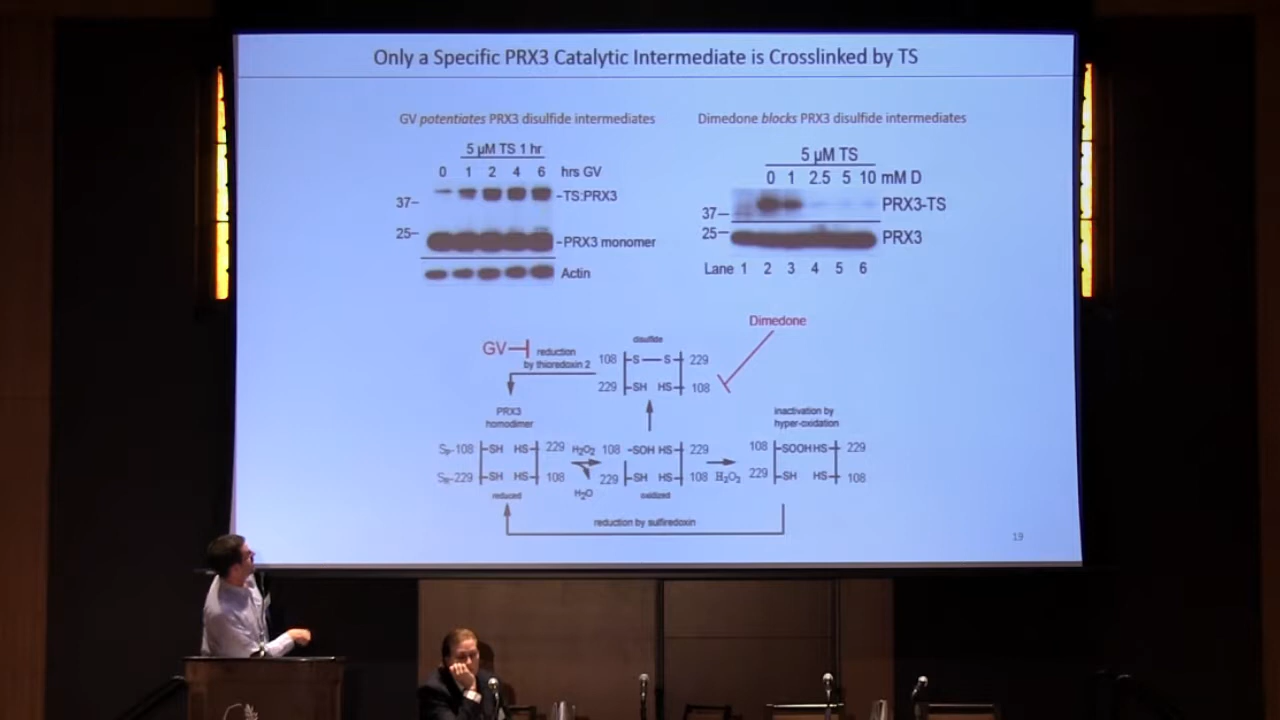 Only a Specific PRX3 Catalytic Intermediate is Crosslinked by TS
GV potentiates PRX3 disulfide intermediates
5 µM TS 1 hr
0 1 2 4 6 hrs GV
37– –TS:PRX3
25– –PRX3 monomer
Actin
Dimedone blocks PRX3 disulfide intermediates
5 µM TS
0 1 2.5 5 10 mM D
37– PRX3-TS
25– PRX3
Lane 1 2 3 4 5 6
Dimedone
disulfide
GV
reduction
by thioredoxin 2
108 S S 229
229 SH HS 108
PRX3
homodimer
inactivation by
hyper-oxidation
Sp-108 SH HS 229 H2O2 108 -SOH HS 229 108 SOOH HS 229
SR-229 SH HS 108 H2O 229 SH HS 108 H2O2 229 SH HS 108
reduced
oxidized
reduction by sulfiredoxin
19